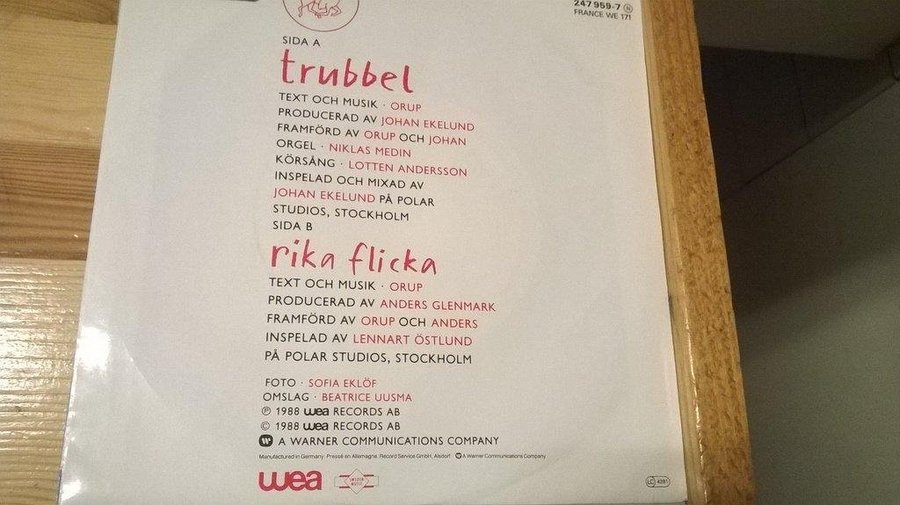 247 959-7 N
FRANCE WE 171
SIDA A
trubbel
TEXT OCH MUSIK · ORUP
PRODUCERAD AV JOHAN EKELUND
FRAMFÖRD AV ORUP OCH JOHAN
ORGEL · NIKLAS MEDIN
KÖRSÅNG · LOTTEN ANDERSSON
INSPELAD OCH MIXAD AV
JOHAN EKELUND PÅ POLAR
STUDIOS, STOCKHOLM
SIDA B
rika flicka
TEXT OCH MUSIK · ORUP
PRODUCERAD AV ANDERS GLENMARK
FRAMFÖRD AV ORUP OCH ANDERS
INSPELAD AV LENNART ÖSTLUND
PÅ POLAR STUDIOS, STOCKHOLM
FOTO · SOFIA EKLÖF
OMSLAG · BEATRICE UUSMA
℗ 1988 wea RECORDS AB
© 1988 wea RECORDS AB
A WARNER COMMUNICATIONS COMPANY
Manufactured in Germany. Pressé en Allemagne. Record Service GmbH, Alsdorf. A Warner Communications Company
wea
SWEDEN MUSIC
LC 4281